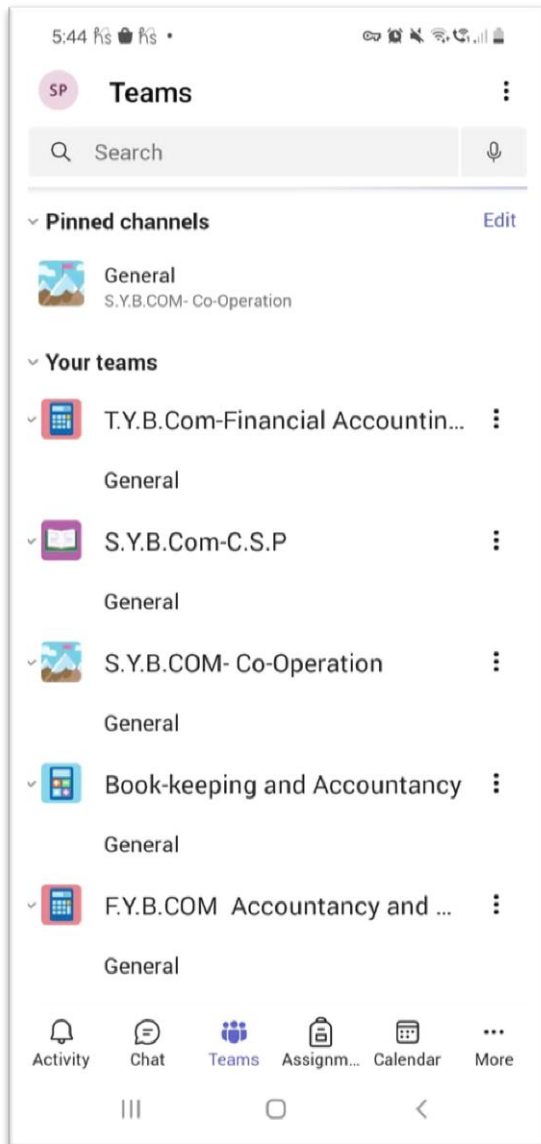 5:44
SP Teams
Search
Pinned channels Edit
General
S.Y.B.COM- Co-Operation
Your teams
T.Y.B.Com-Financial Accountin...
General
S.Y.B.Com-C.S.P
General
S.Y.B.COM- Co-Operation
General
Book-keeping and Accountancy
General
F.Y.B.COM Accountancy and ...
General
Activity Chat Teams Assignm... Calendar More